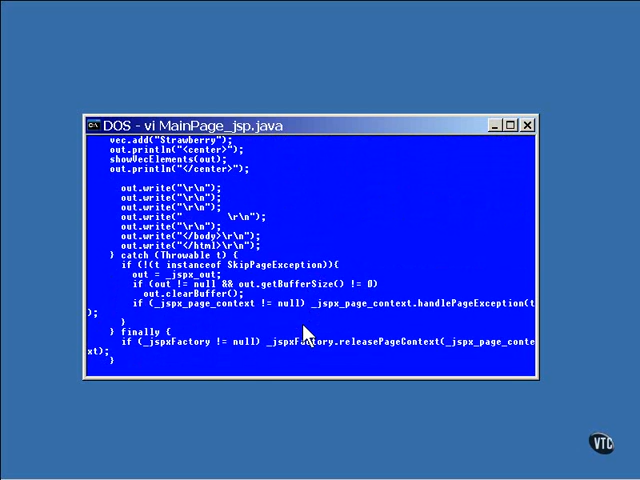 DOS - vi MainPage_jsp.java
vec.add("Strawberry");
out.println("<center>");
showVecElements(out);
out.println("</center>");
out.write("\r\n");
out.write("\r\n");
out.write("\r\n");
out.write("        \r\n");
out.write("\r\n");
out.write("</body>\r\n");
out.write("</html>\r\n");
} catch (Throwable t) {
if (!(t instanceof SkipPageException)){
out = _jspx_out;
if (out != null && out.getBufferSize() != 0)
out.clearBuffer();
if (_jspx_page_context != null) _jspx_page_context.handlePageException(t
);
}
} finally {
if (_jspxFactory != null) _jspxFactory.releasePageContext(_jspx_page_conte
xt);
}
VTC